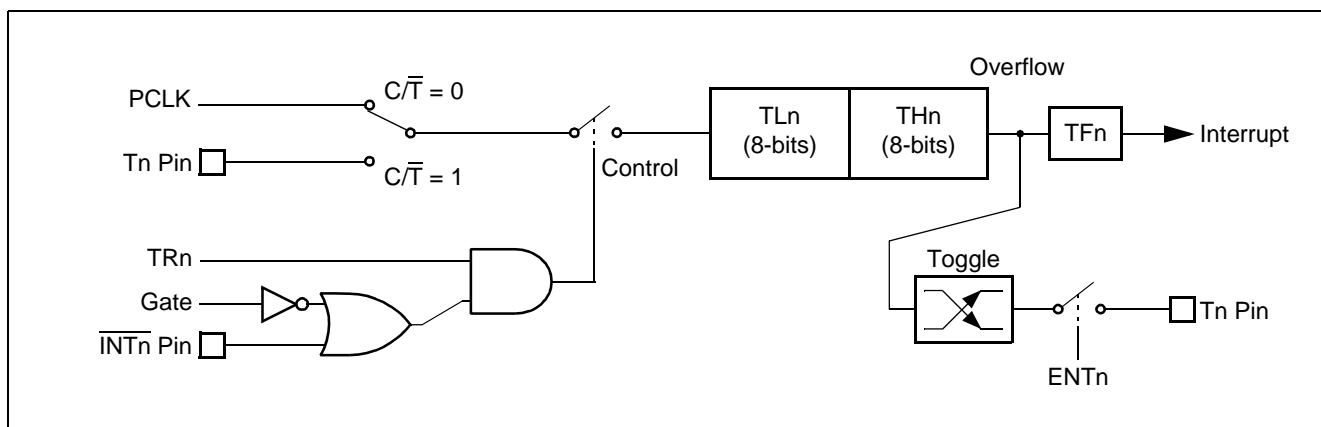 Overflow
PCLK
C/T̅ = 0
TLn
(8-bits)
THn
(8-bits)
TFn
Interrupt
Tn Pin
C/T̅ = 1
Control
TRn
Toggle
Gate
Tn Pin
I̅N̅T̅n̅ Pin
ENTn